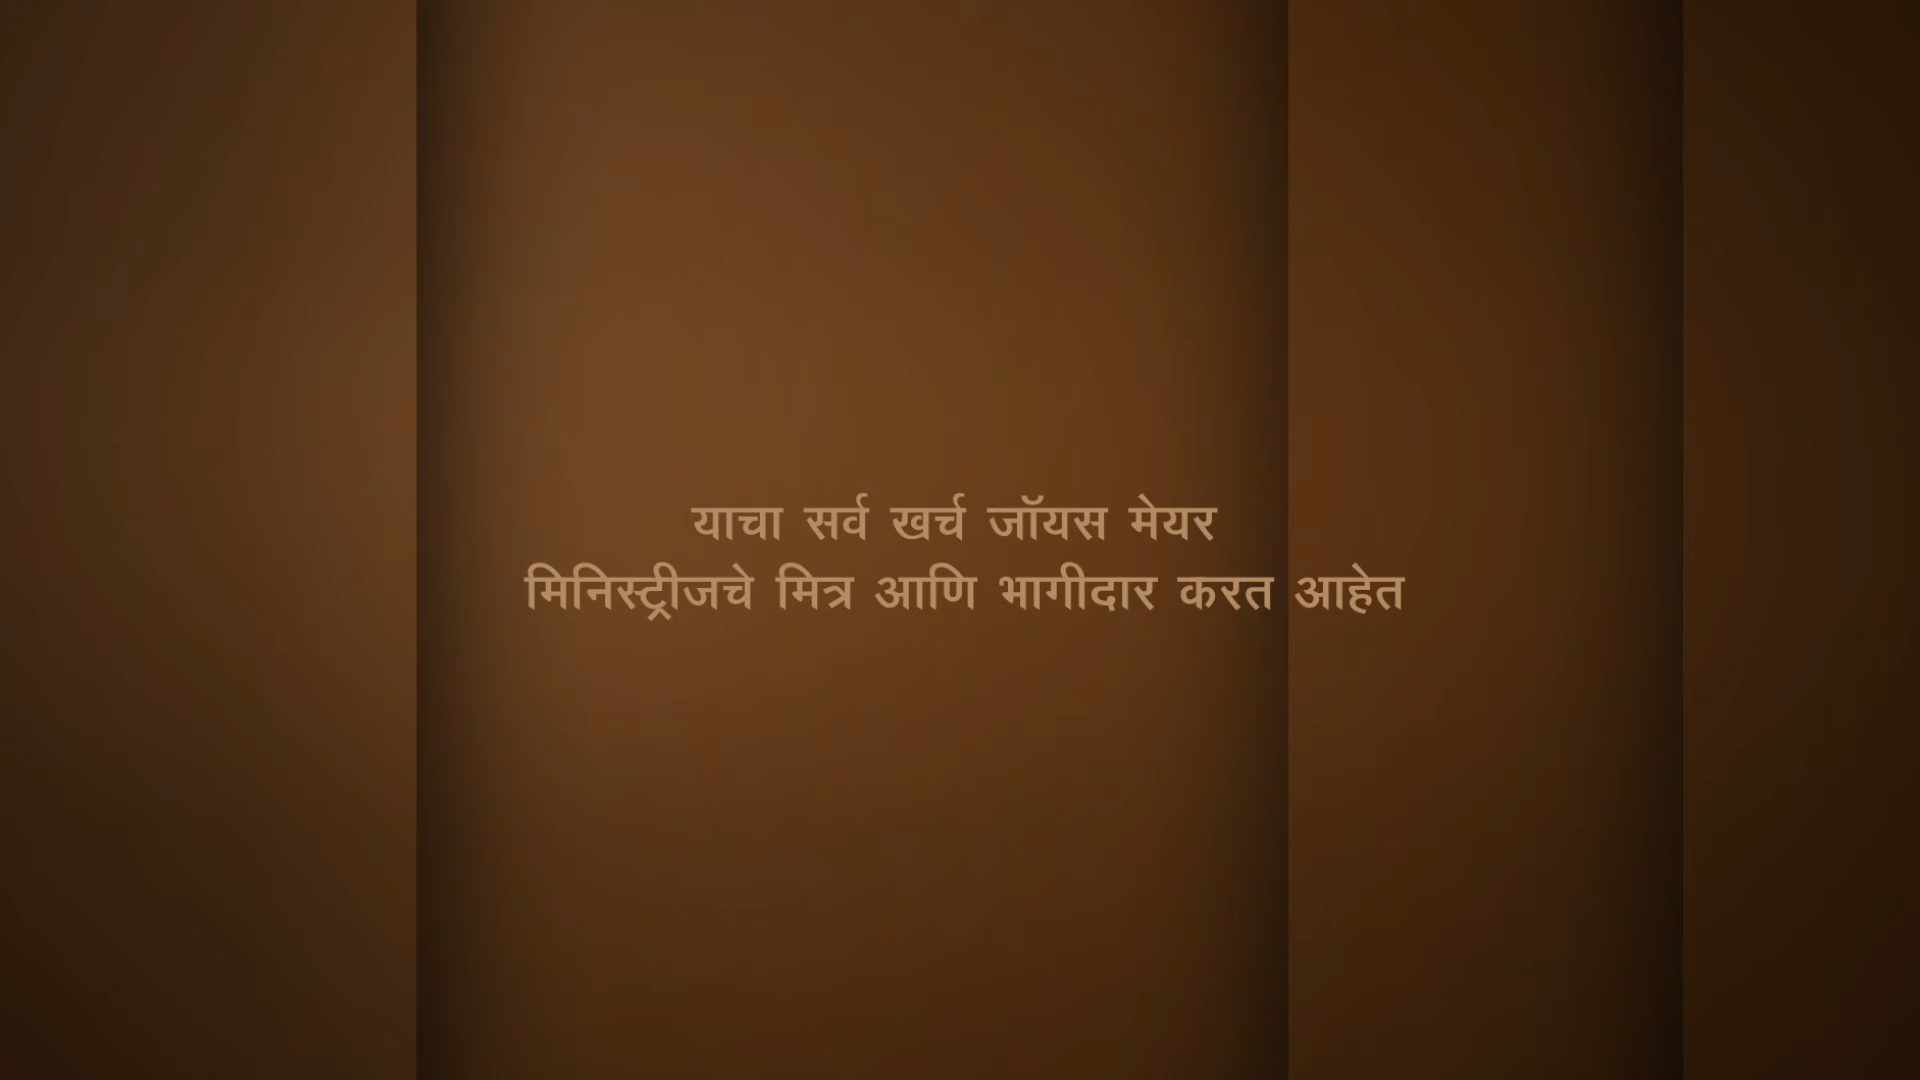 याचा सर्व खर्च जॉयस मेयर
मिनिस्ट्रीजचे मित्र आणि भागीदार करत आहेत